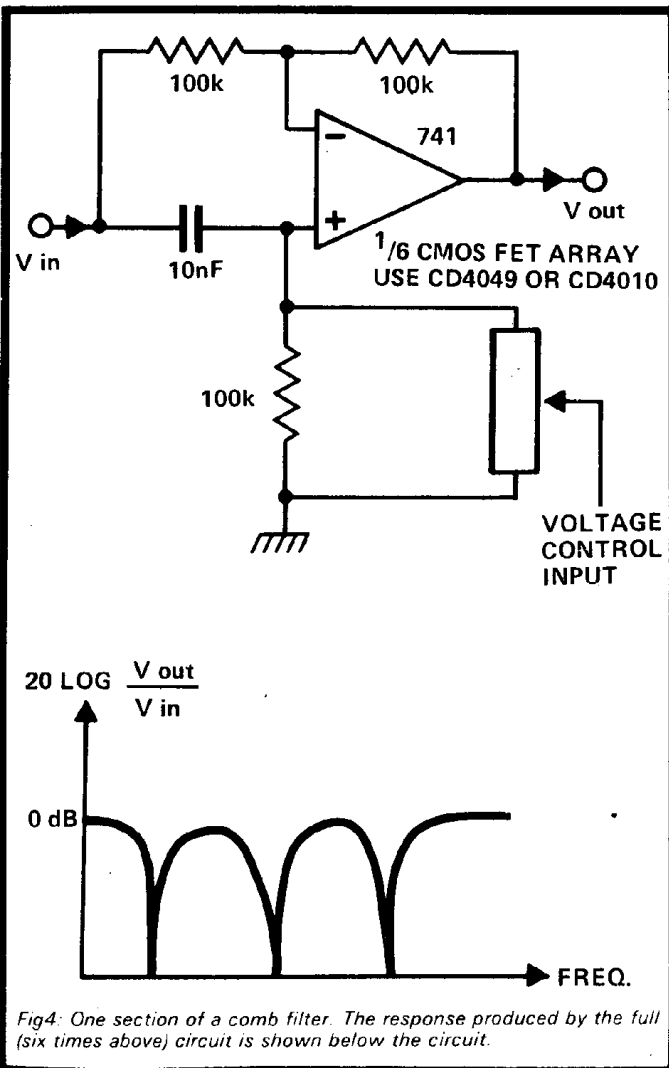 100k
100k
741
−
+
V in
10nF
V out
1/6 CMOS FET ARRAY
USE CD4049 OR CD4010
100k
VOLTAGE
CONTROL
INPUT
20 LOG V out
V in
0 dB
FREQ.
Fig4: One section of a comb filter. The response produced by the full
(six times above) circuit is shown below the circuit.